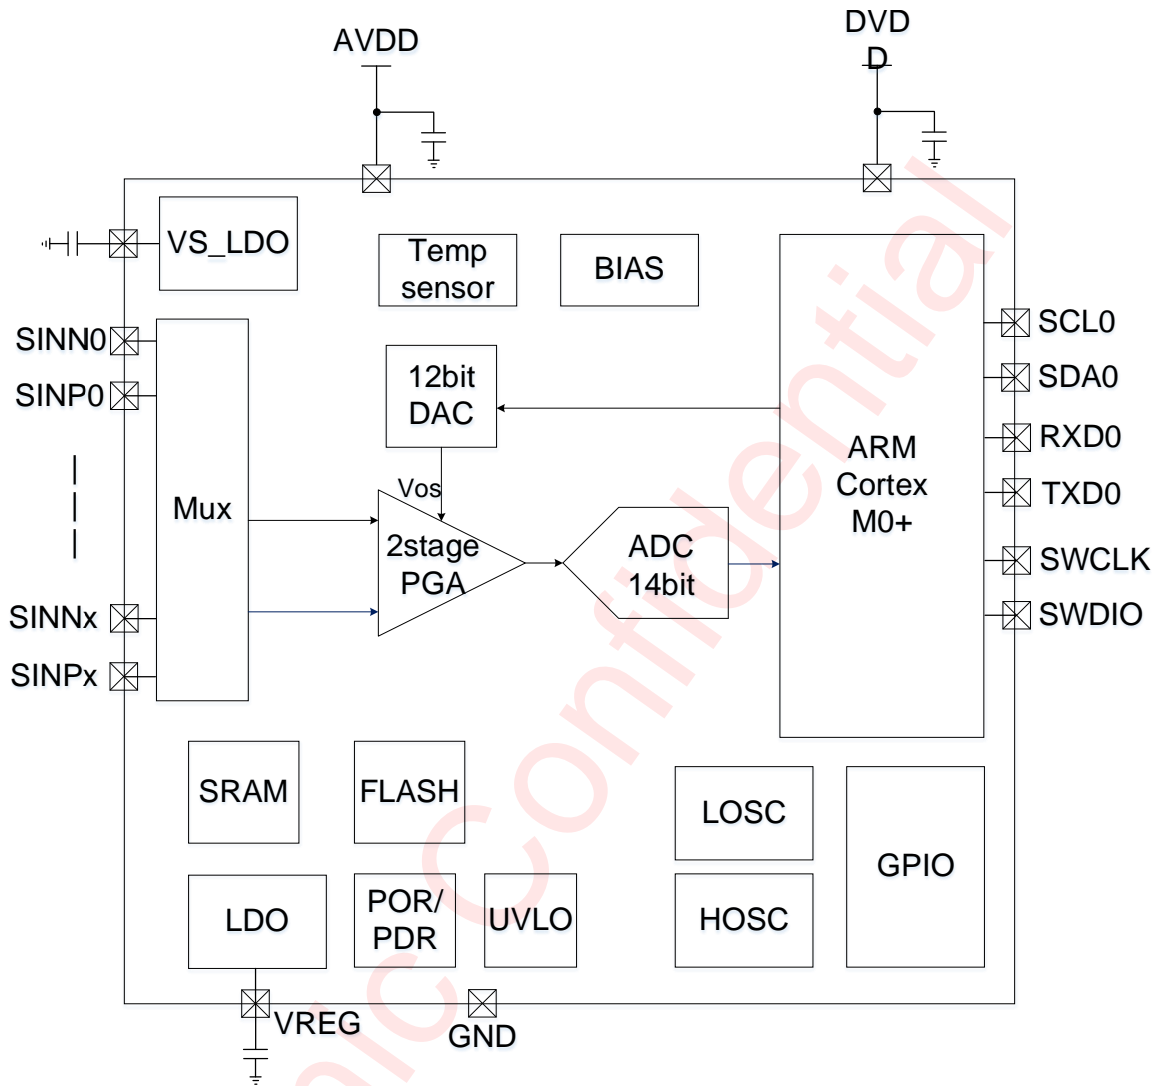 AVDD
DVD
D
VS_LDO
Temp
sensor
BIAS
SINN0
SINP0
12bit
DAC
SCL0
SDA0
RXD0
TXD0
SWCLK
SWDIO
ARM
Cortex
M0+
Mux
Vos
2stage
PGA
ADC
14bit
SINNx
SINPx
SRAM
FLASH
LOSC
GPIO
LDO
POR/
PDR
UVLO
HOSC
VREG
GND
nic Confidential